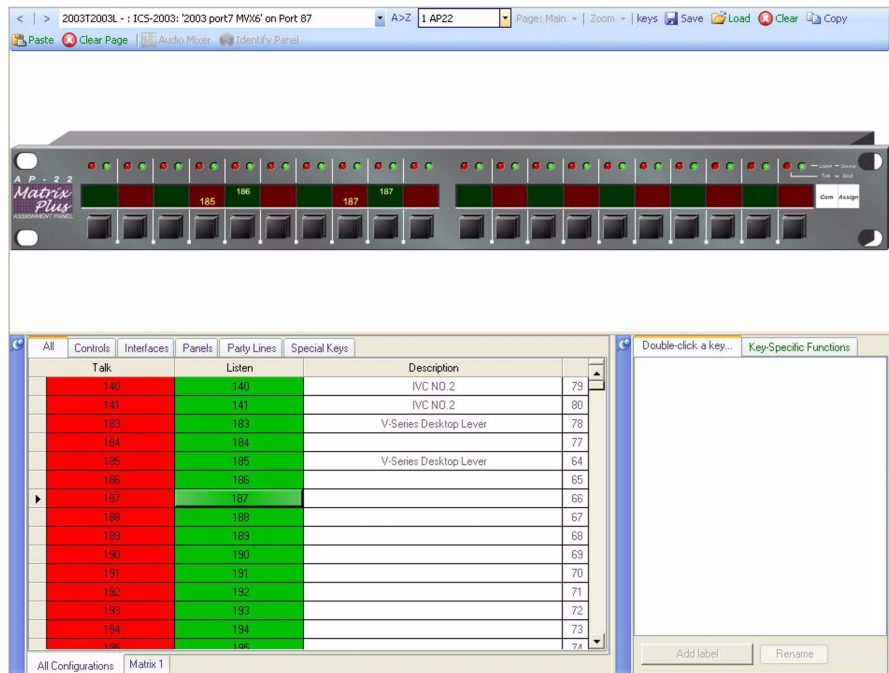 < | > 2003T2003L - : ICS-2003: '2003 port7 MVX6' on Port 87 A>Z 1 AP22 Page: Main | Zoom | keys Save Load Clear Copy
Paste Clear Page | Audio Mixer Identify Panel
AP-22
Matrix
Plus
ASSIGNMENT PANEL
185 186 187 187
Com Assign
All Controls Interfaces Panels Party Lines Special Keys
Talk Listen Description
140 140 IVC NO.2 79
141 141 IVC NO.2 80
183 183 V-Series Desktop Lever 78
184 184 77
185 185 V-Series Desktop Lever 64
186 186 65
187 187 66
188 188 67
189 189 68
190 190 69
191 191 70
192 192 71
193 193 72
194 194 73
195 195 74
All Configurations Matrix 1
Double-click a key... Key-Specific Functions
Add label Rename